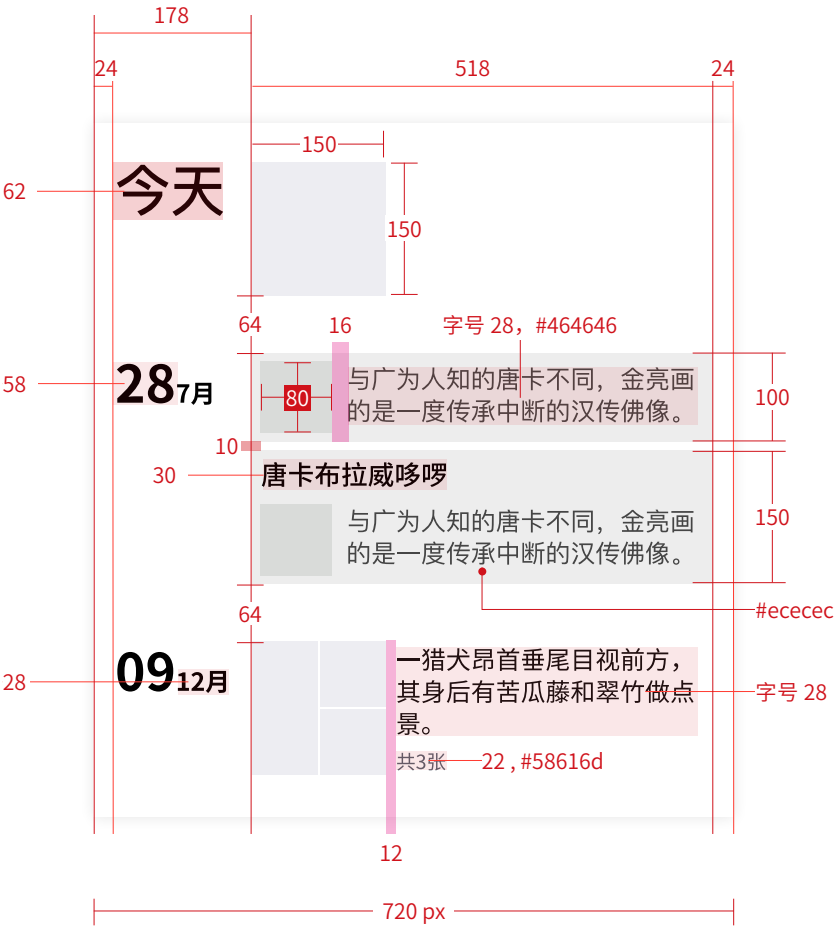 178
24
518
24
150
今天
62
150
64
16
字号 28，#464646
28 7月
58
80
与广为人知的唐卡不同，金亮画
的是一度传承中断的汉传佛像。
100
10
30
唐卡布拉威哆啰
与广为人知的唐卡不同，金亮画
的是一度传承中断的汉传佛像。
150
64
#ececec
09 12月
28
一猎犬昂首垂尾目视前方，
其身后有苦瓜藤和翠竹做点
景。
字号 28
共3张
22 , #58616d
12
720 px